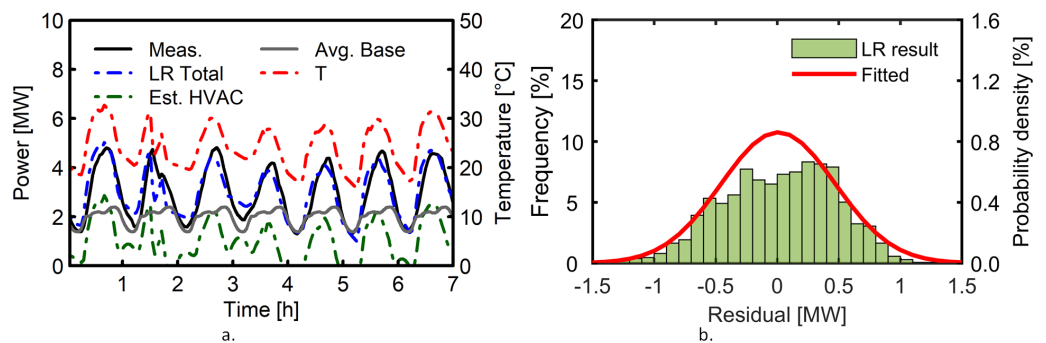 10
8
6
4
2
0
Power [MW]
Meas.
Avg. Base
LR Total
T
Est. HVAC
50
40
30
20
10
0
Temperature [°C]
1 2 3 4 5 6 7
Time [h]
a.
20
15
10
5
0
Frequency [%]
LR result
Fitted
1.6
1.2
0.8
0.4
0.0
Probability density [%]
-1.5 -1 -0.5 0 0.5 1 1.5
Residual [MW]
b.